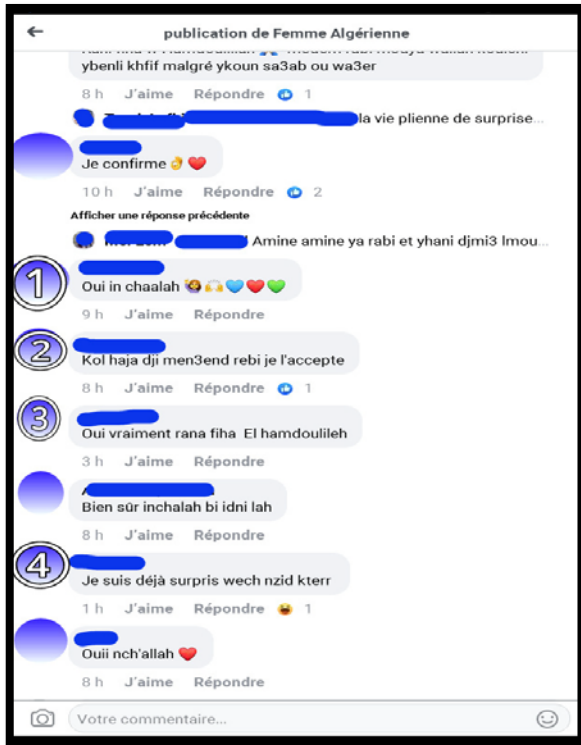 publication de Femme Algérienne
ybenli khfif malgré ykoun sa3ab ou wa3er
8 h J'aime Répondre 1
la vie plienne de surprise...
Je confirme 👌 ❤️
10 h J'aime Répondre 2
Afficher une réponse précédente
Amine amine ya rabi et yhani djmi3 lmou...
1
Oui in chaalah 🙋 🙌 💙 ❤️ 💚
9 h J'aime Répondre
2
Kol haja dji men3end rebi je l'accepte
8 h J'aime Répondre 1
3
Oui vraiment rana fiha El hamdoulileh
3 h J'aime Répondre
Bien sûr inchalah bi idni lah
8 h J'aime Répondre
4
Je suis déjà surpris wech nzid kterr
1 h J'aime Répondre 😆 1
Ouii nch'allah ❤️
8 h J'aime Répondre
Votre commentaire...